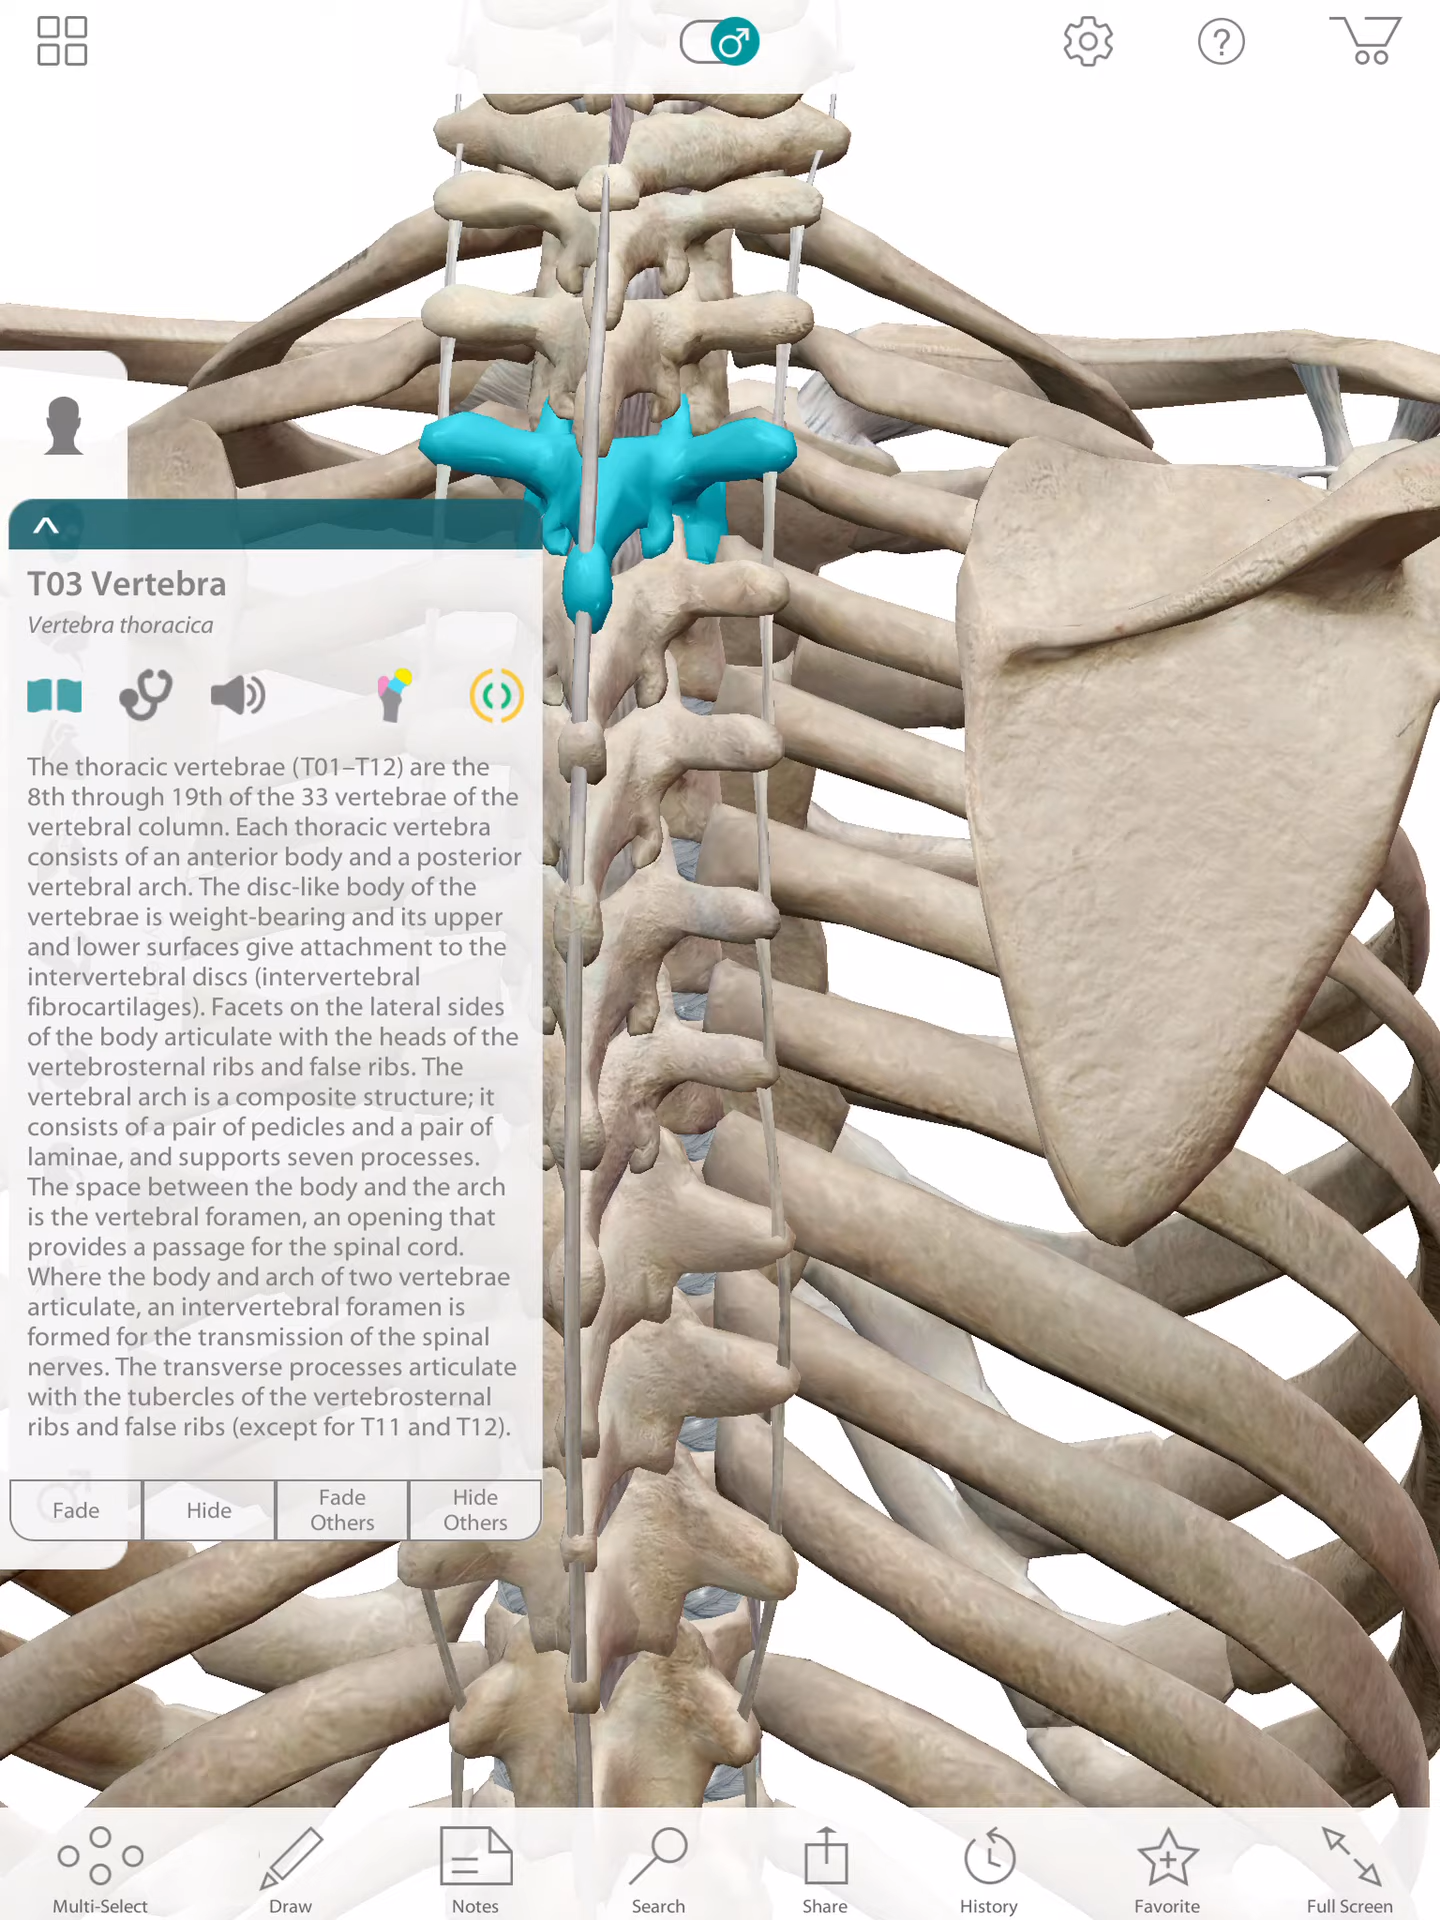 T03 Vertebra
Vertebra thoracica
The thoracic vertebrae (T01–T12) are the
8th through 19th of the 33 vertebrae of the
vertebral column. Each thoracic vertebra
consists of an anterior body and a posterior
vertebral arch. The disc-like body of the
vertebrae is weight-bearing and its upper
and lower surfaces give attachment to the
intervertebral discs (intervertebral
fibrocartilages). Facets on the lateral sides
of the body articulate with the heads of the
vertebrosternal ribs and false ribs. The
vertebral arch is a composite structure; it
consists of a pair of pedicles and a pair of
laminae, and supports seven processes.
The space between the body and the arch
is the vertebral foramen, an opening that
provides a passage for the spinal cord.
Where the body and arch of two vertebrae
articulate, an intervertebral foramen is
formed for the transmission of the spinal
nerves. The transverse processes articulate
with the tubercles of the vertebrosternal
ribs and false ribs (except for T11 and T12).
Fade
Hide
Fade
Others
Hide
Others
Multi-Select
Draw
Notes
Search
Share
History
Favorite
Full Screen